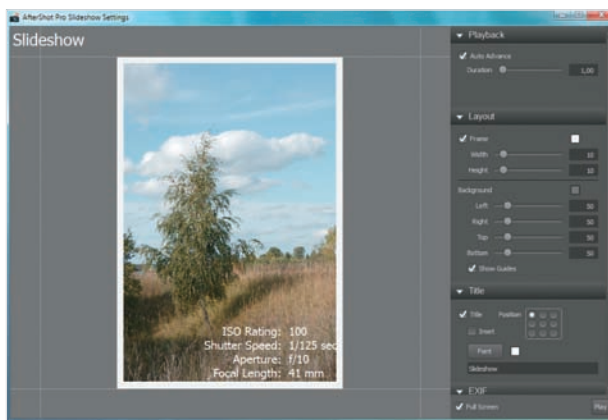 AfterShot Pro Slideshow Settings
Slideshow
ISO Rating: 100
Shutter Speed: 1/125 sec
Aperture: f/10
Focal Length: 41 mm
Playback
Auto Advance
Duration 1,00
Layout
Frame
Width 10
Height 10
Background
Left 50
Right 50
Top 50
Bottom 50
Show Guides
Title
Title Position
Inset
Font
Slideshow
EXIF
Full Screen Play